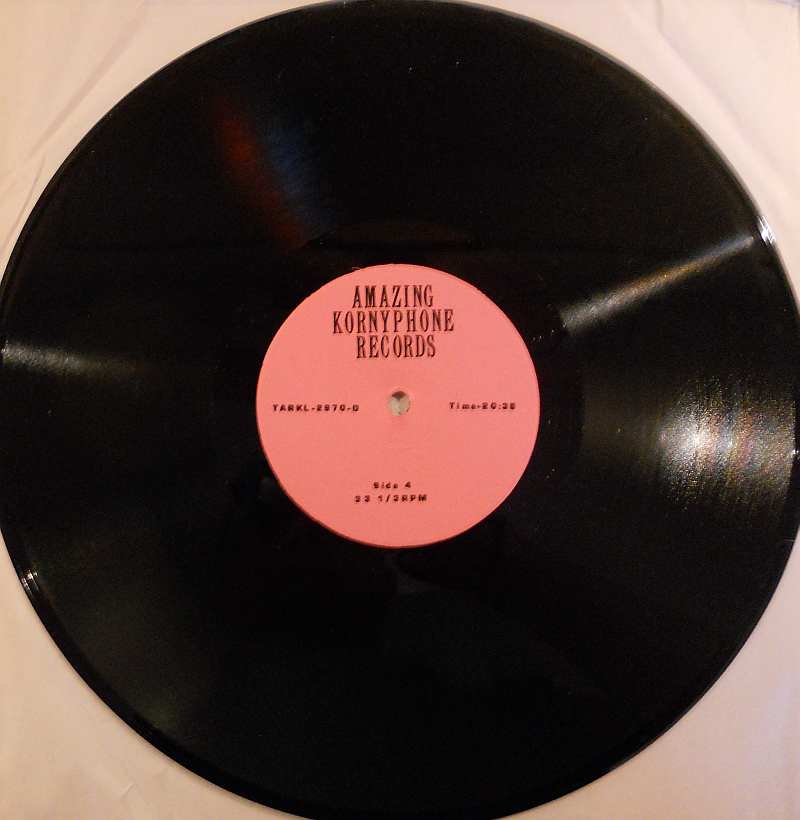 AMAZING
KORNYPHONE
RECORDS
TARKL-2870-D
Time-20:35
Side 4
33 1/3RPM